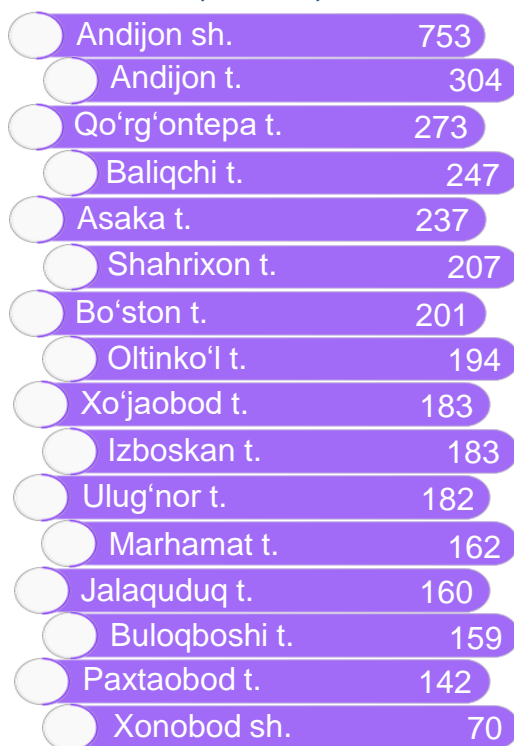 Andijon sh. 753
Andijon t. 304
Qo‘rg‘ontepa t. 273
Baliqchi t. 247
Asaka t. 237
Shahrixon t. 207
Bo‘ston t. 201
Oltinko‘l t. 194
Xo‘jaobod t. 183
Izboskan t. 183
Ulug‘nor t. 182
Marhamat t. 162
Jalaquduq t. 160
Buloqboshi t. 159
Paxtaobod t. 142
Xonobod sh. 70